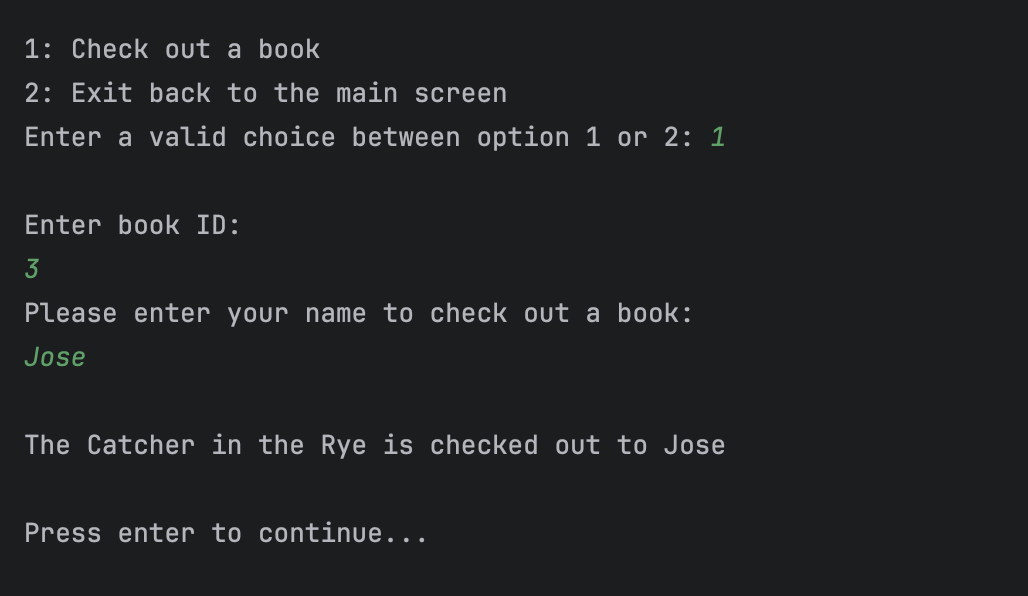 1: Check out a book
2: Exit back to the main screen
Enter a valid choice between option 1 or 2: 1
Enter book ID:
3
Please enter your name to check out a book:
Jose
The Catcher in the Rye is checked out to Jose
Press enter to continue...